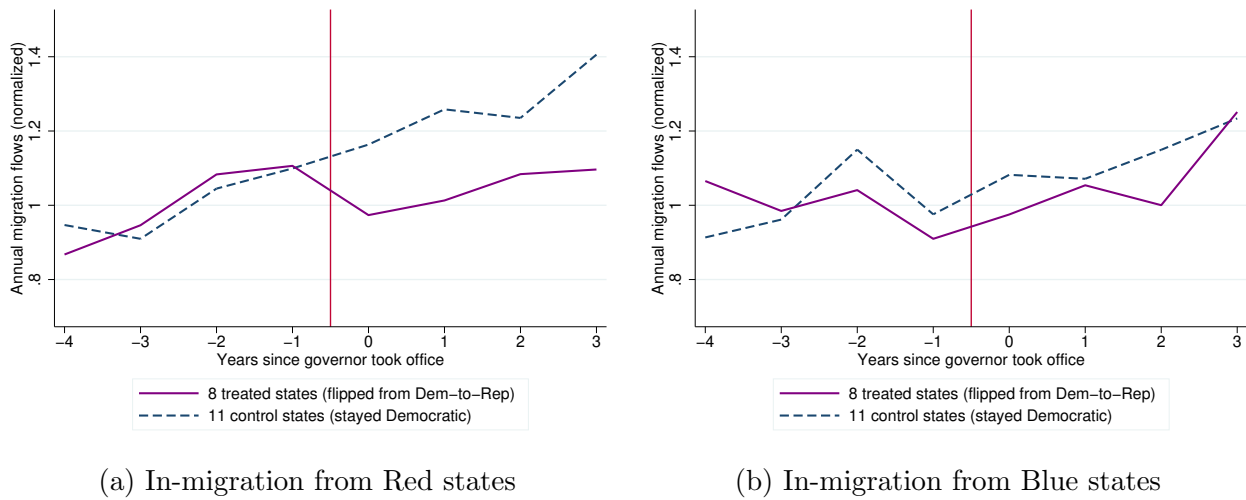 Annual migration flows (normalized)
1.4
1.2
1
.8
−4 −3 −2 −1 0 1 2 3
Years since governor took office
8 treated states (flipped from Dem−to−Rep)
11 control states (stayed Democratic)
(a) In-migration from Red states
Annual migration flows (normalized)
1.4
1.2
1
.8
−4 −3 −2 −1 0 1 2 3
Years since governor took office
8 treated states (flipped from Dem−to−Rep)
11 control states (stayed Democratic)
(b) In-migration from Blue states